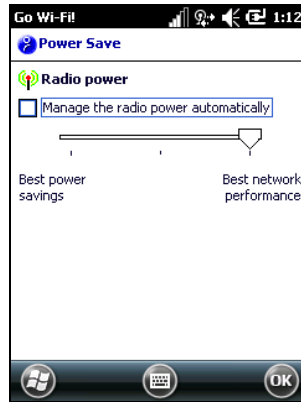 Go Wi-Fi! 1:12
Power Save
Radio power
Manage the radio power automatically
Best power savings
Best network performance
OK